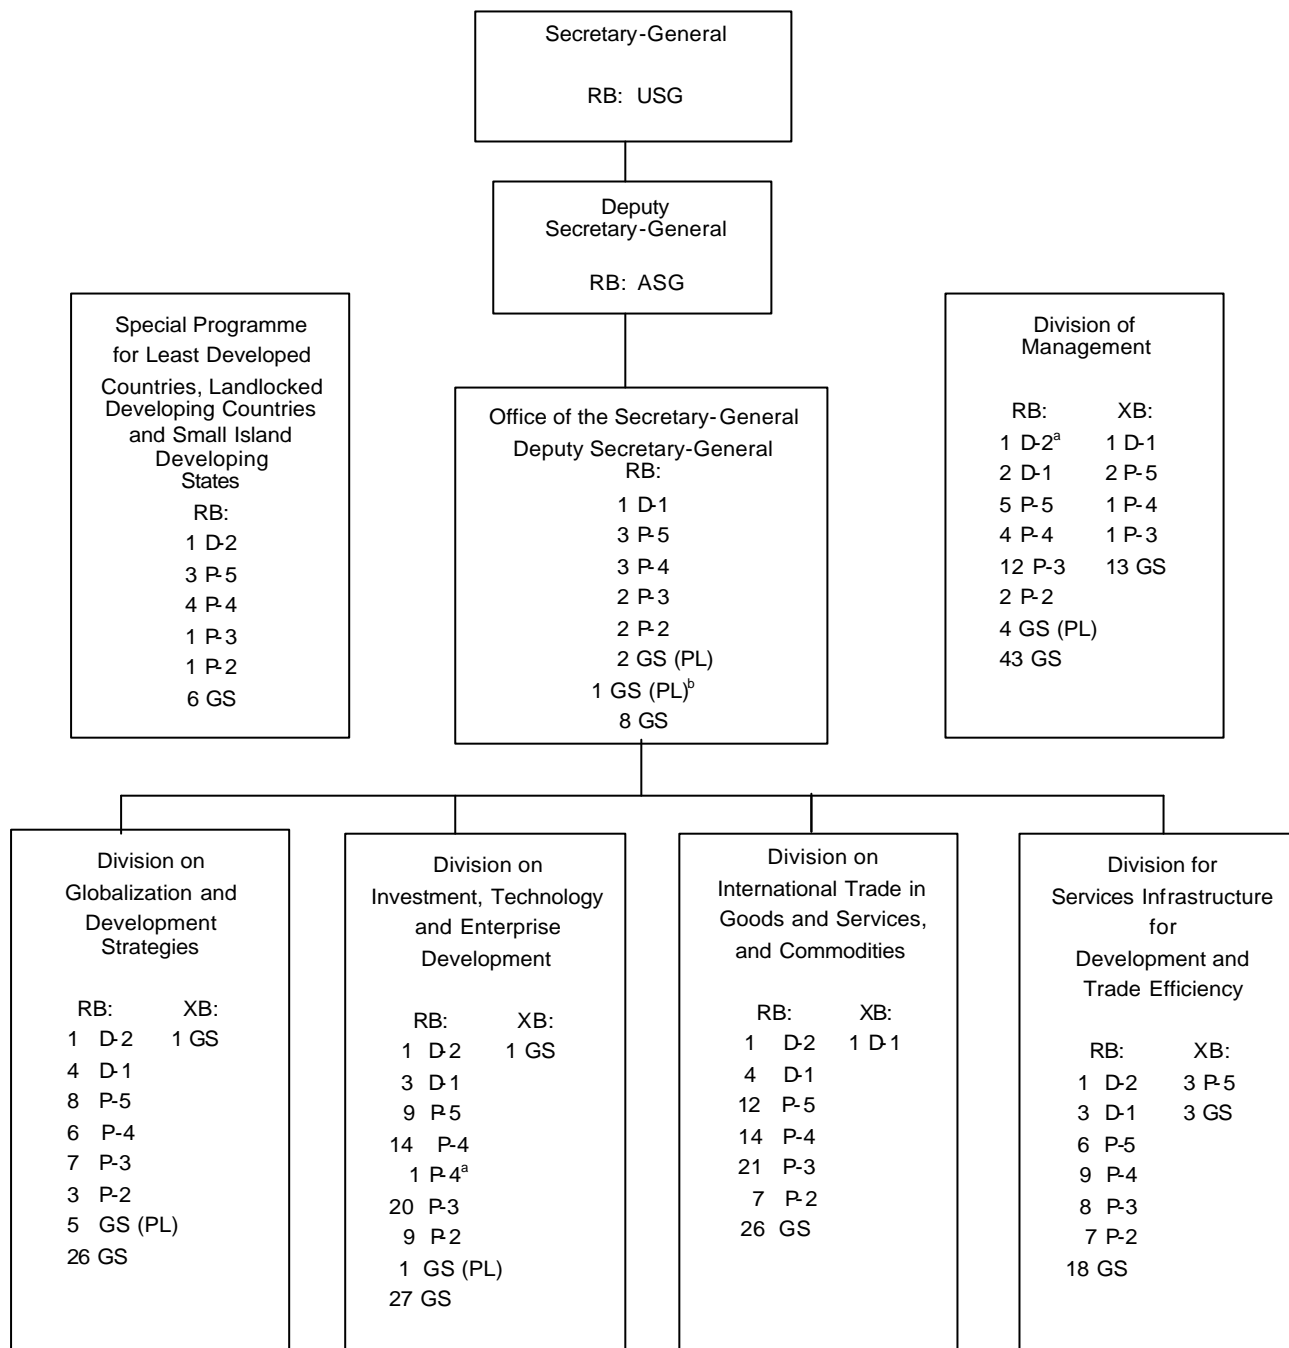 Secretary-General
RB: USG
Deputy
Secretary-General
RB: ASG
Special Programme
for Least Developed
Countries, Landlocked
Developing Countries
and Small Island
Developing
States
RB:
1 D-2
3 P-5
4 P-4
1 P-3
1 P-2
6 GS
Office of the Secretary-General
Deputy Secretary-General
RB:
1 D-1
3 P-5
3 P-4
2 P-3
2 P-2
2 GS (PL)
1 GS (PL)b
8 GS
Division of
Management
RB: XB:
1 D-2a 1 D-1
2 D-1 2 P-5
5 P-5 1 P-4
4 P-4 1 P-3
12 P-3 13 GS
2 P-2
4 GS (PL)
43 GS
Division on
Globalization and
Development
Strategies
RB: XB:
1 D-2 1 GS
4 D-1
8 P-5
6 P-4
7 P-3
3 P-2
5 GS (PL)
26 GS
Division on
Investment, Technology
and Enterprise
Development
RB: XB:
1 D-2 1 GS
3 D-1
9 P-5
14 P-4
1 P-4a
20 P-3
9 P-2
1 GS (PL)
27 GS
Division on
International Trade in
Goods and Services,
and Commodities
RB: XB:
1 D-2 1 D-1
4 D-1
12 P-5
14 P-4
21 P-3
7 P-2
26 GS
Division for
Services Infrastructure
for
Development and
Trade Efficiency
RB: XB:
1 D-2 3 P-5
3 D-1 3 GS
6 P-5
9 P-4
8 P-3
7 P-2
18 GS